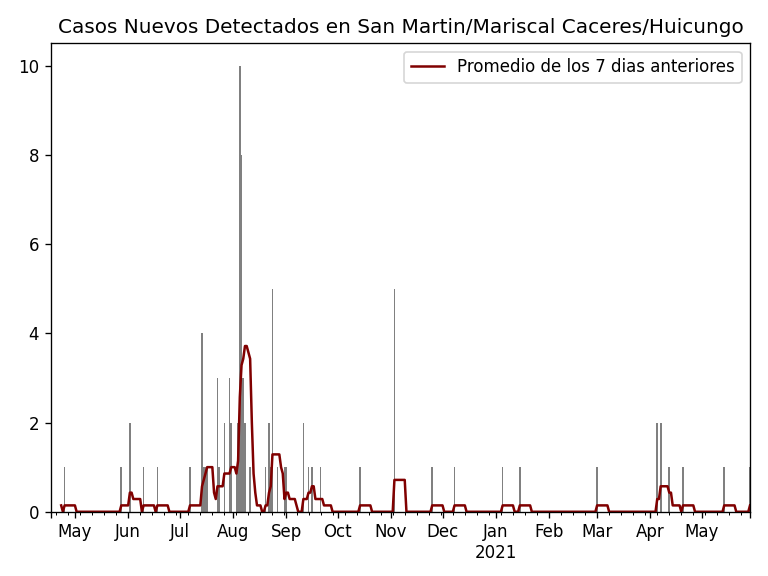 Casos Nuevos Detectados en San Martin/Mariscal Caceres/Huicungo
Promedio de los 7 dias anteriores
10
8
6
4
2
0
May Jun Jul Aug Sep Oct Nov Dec Jan Feb Mar Apr May
2021